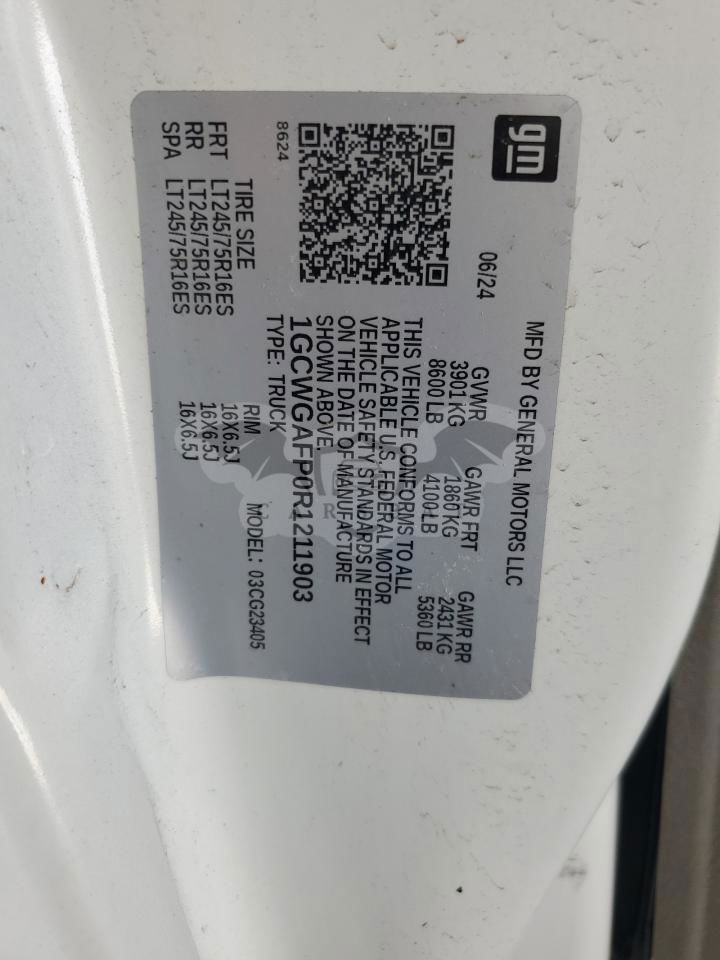 gm
MFD BY GENERAL MOTORS LLC
06/24
GVWR GAWR FRT GAWR RR
3901 KG 1860 KG 2431 KG
8600 LB 4100 LB 5360 LB
THIS VEHICLE CONFORMS TO ALL
APPLICABLE U.S. FEDERAL MOTOR
VEHICLE SAFETY STANDARDS IN EFFECT
ON THE DATE OF MANUFACTURE
SHOWN ABOVE.
1GCWGAFP0R1211903
TYPE: TRUCK MODEL: 03CG23405
8624
TIRE SIZE RIM
FRT LT245/75R16ES 16X6.5J
RR LT245/75R16ES 16X6.5J
SPA LT245/75R16ES 16X6.5J